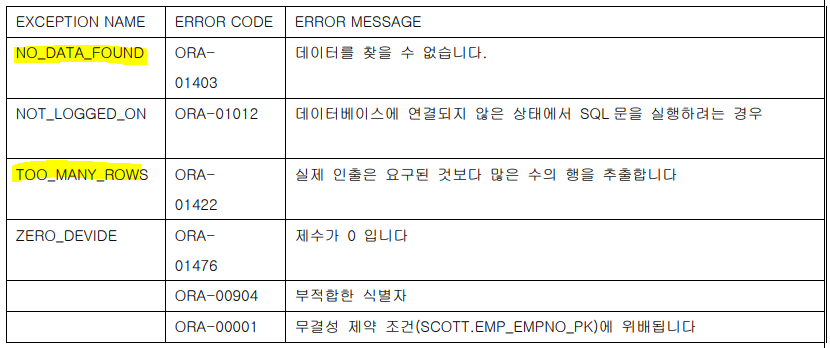 EXCEPTION NAME ERROR CODE ERROR MESSAGE
NO_DATA_FOUND ORA- 데이터를 찾을 수 없습니다.
01403
NOT_LOGGED_ON ORA-01012 데이터베이스에 연결되지 않은 상태에서 SQL문을 실행하려는 경우
TOO_MANY_ROWS ORA- 실제 인출은 요구된 것보다 많은 수의 행을 추출합니다
01422
ZERO_DEVIDE ORA- 제수가 0 입니다
01476
ORA-00904 부적합한 식별자
ORA-00001 무결성 제약 조건(SCOTT.EMP_EMPNO_PK)에 위배됩니다